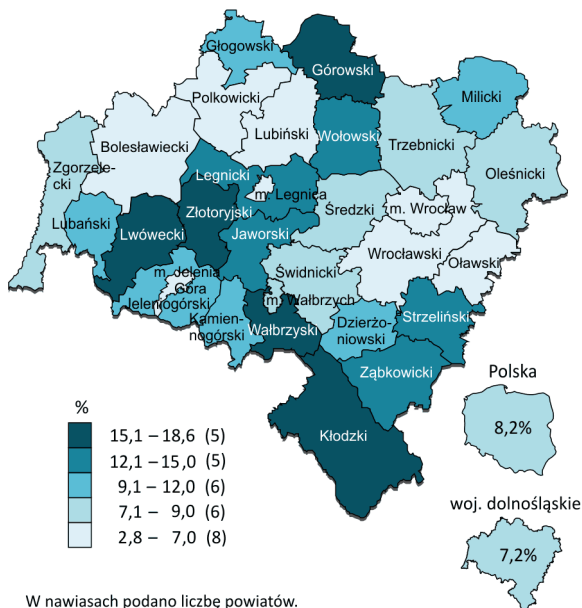 Głogowski
Górowski
Milicki
Polkowicki
Lubiński
Wołowski
Trzebnicki
Bolesławiecki
Zgorzele-
cki
Legnicki
m. Legnica
Oleśnicki
Lubański
Lwówecki
Złotoryjski
Jaworski
Średzki
m. Wrocław
Wrocławski
Oławski
m. Jelenia
Góra
Jeleniogórski
Kamien-
nogórski
Świdnicki
m. Wałbrzych
Wałbrzyski
Dzierżo-
niowski
Strzeliński
Ząbkowicki
Kłodzki
Polska
8,2%
woj. dolnośląskie
7,2%
%
15,1 – 18,6 (5)
12,1 – 15,0 (5)
9,1 – 12,0 (6)
7,1 – 9,0 (6)
2,8 – 7,0 (8)
W nawiasach podano liczbę powiatów.